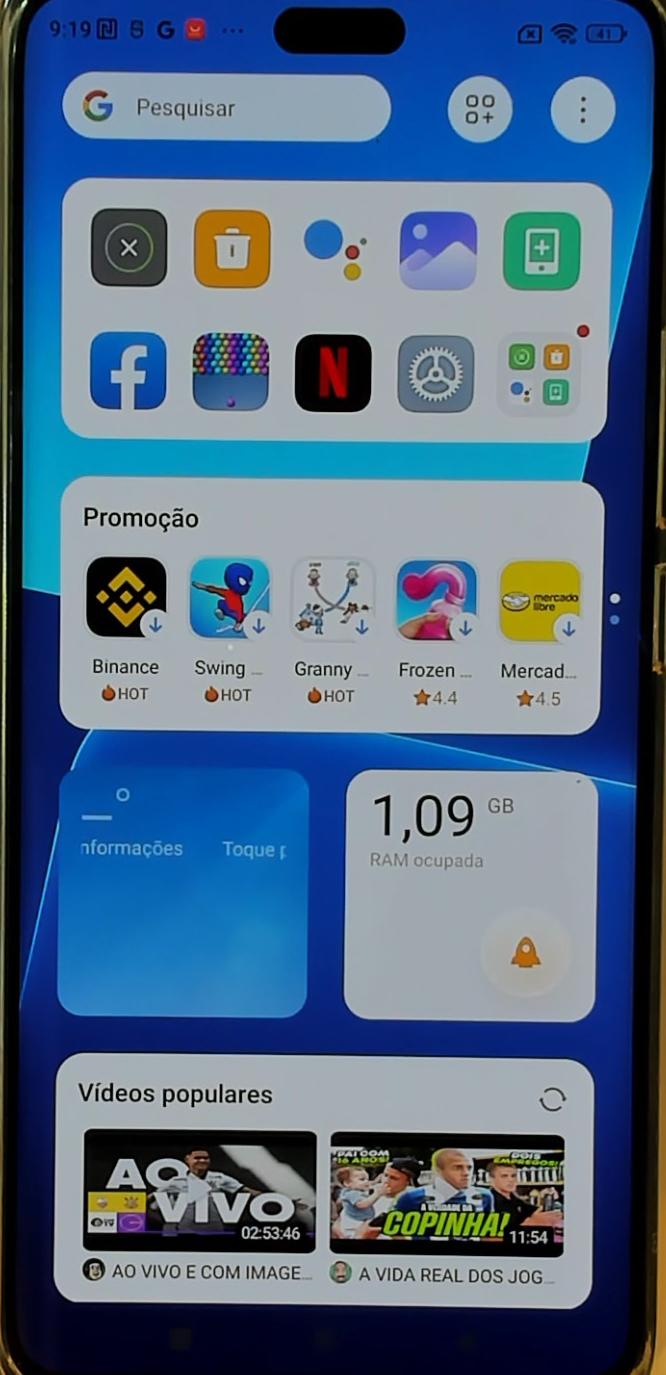 9:19
41
Pesquisar
Promoção
mercado
libre
Binance
Swing ...
Granny ...
Frozen ...
Mercad...
HOT
HOT
HOT
4.4
4.5
nformações
Toque p
1,09 GB
RAM ocupada
Vídeos populares
AO
VIVO
02:53:46
PAI COM
16 ANOS!
DOIS
EMPREGOS!
A VERDADE DA
COPINHA!
11:54
AO VIVO E COM IMAGE...
A VIDA REAL DOS JOG...